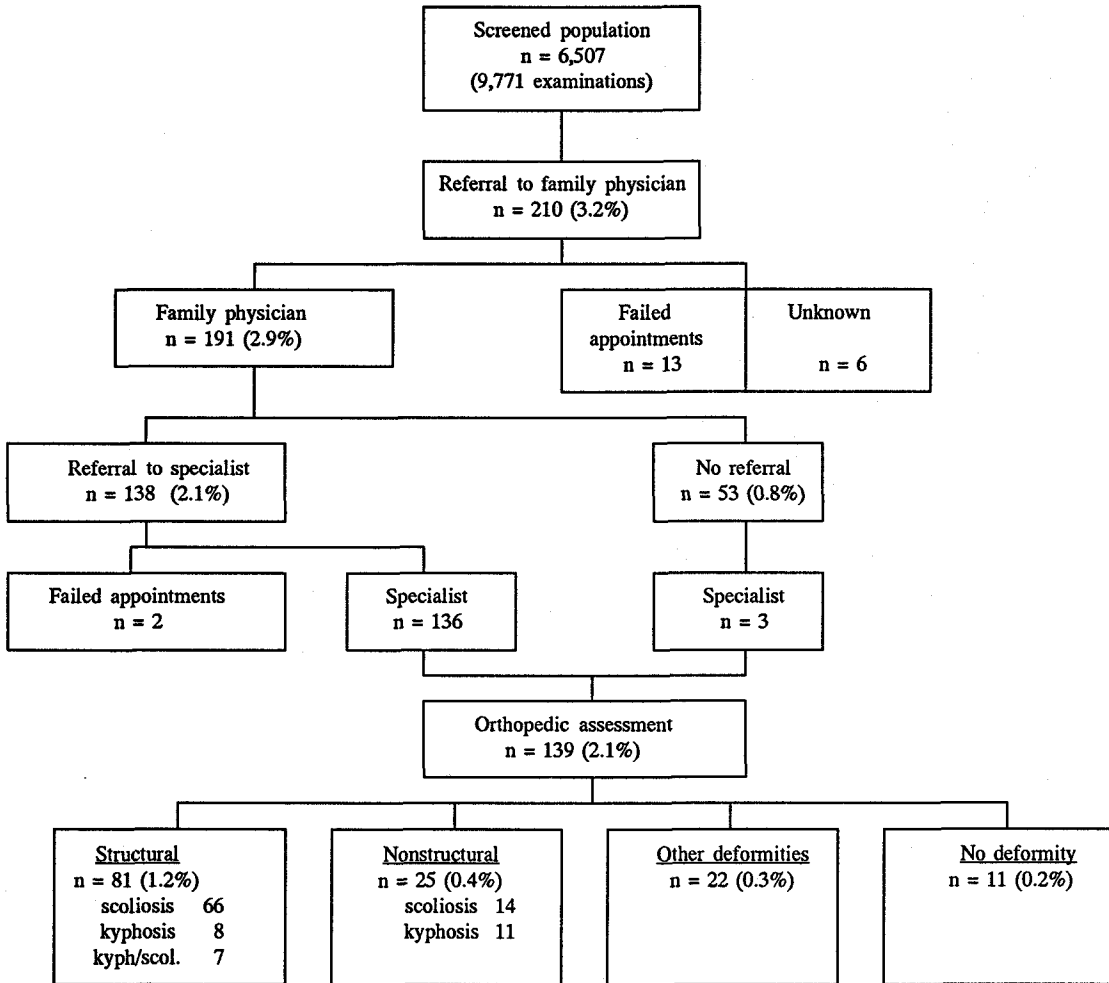 Screened population
n = 6,507
(9,771 examinations)
Referral to family physician
n = 210 (3.2%)
Family physician
n = 191 (2.9%)
Failed
appointments
n = 13
Unknown
n = 6
Referral to specialist
n = 138 (2.1%)
No referral
n = 53 (0.8%)
Failed appointments
n = 2
Specialist
n = 136
Specialist
n = 3
Orthopedic assessment
n = 139 (2.1%)
Structural
n = 81 (1.2%)
scoliosis 66
kyphosis 8
kyph/scol. 7
Nonstructural
n = 25 (0.4%)
scoliosis 14
kyphosis 11
Other deformities
n = 22 (0.3%)
No deformity
n = 11 (0.2%)